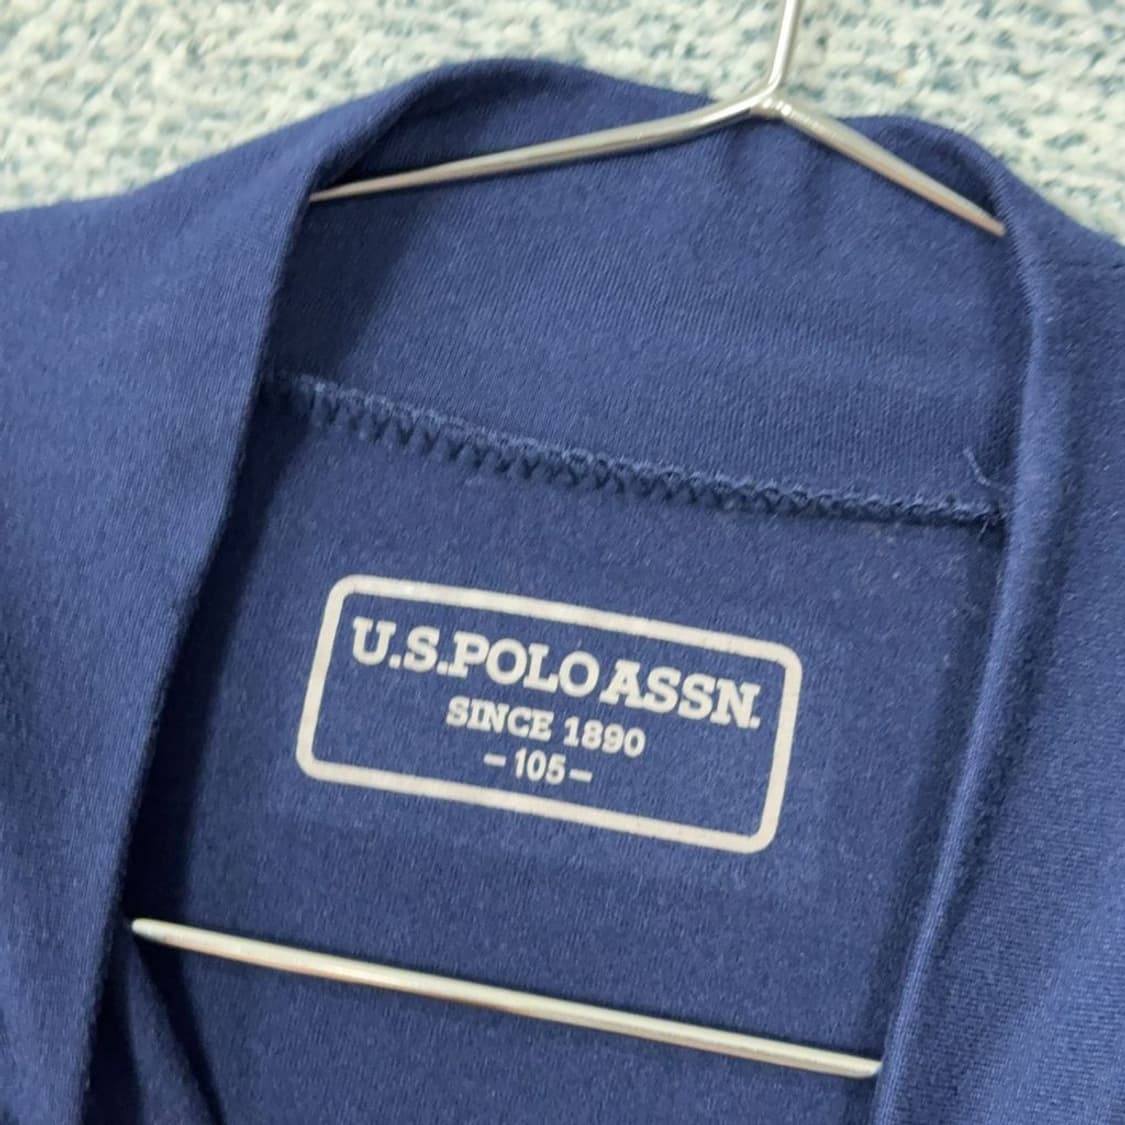 U.S.POLO ASSN.
SINCE 1890
-105-